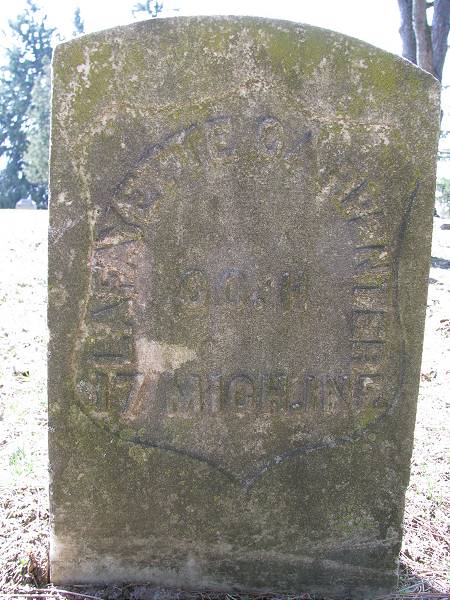 LAFAYETTE CARPENTER
CO. H
17 MICH. INF.